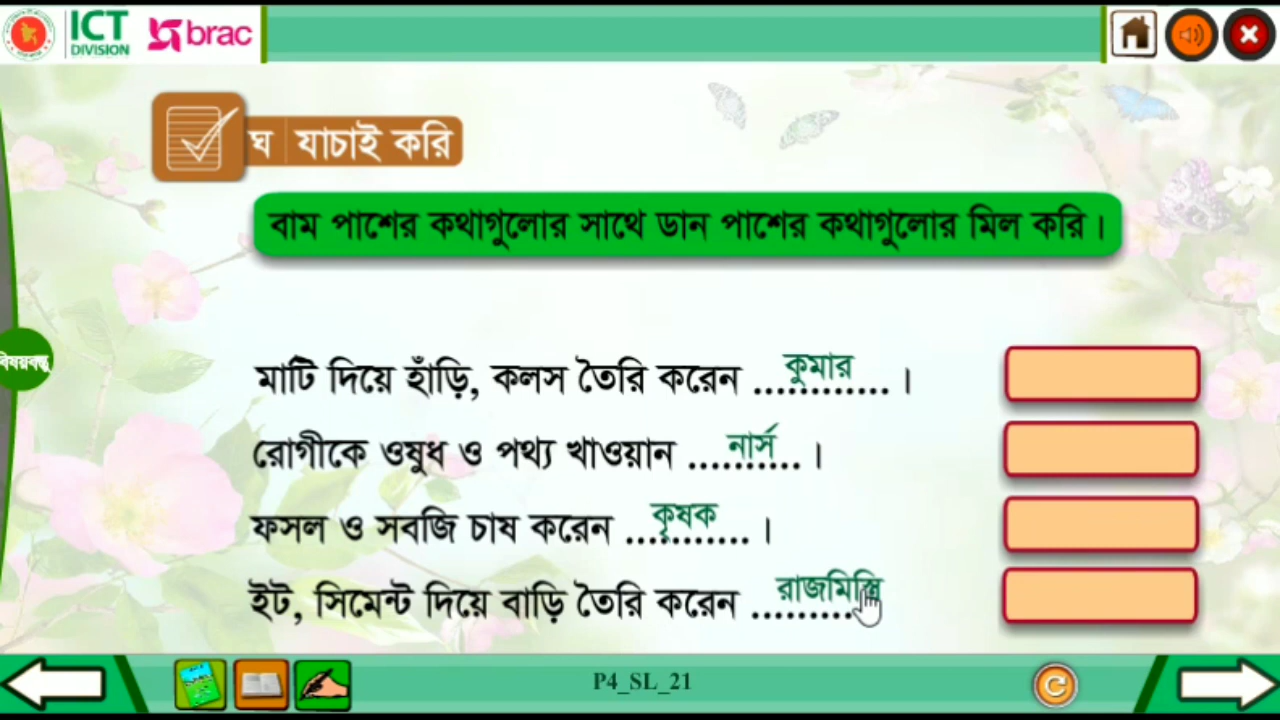 ICT
DIVISION
brac
ঘ যাচাই করি
বাম পাশের কথাগুলোর সাথে ডান পাশের কথাগুলোর মিল করি।
বিষয়বস্তু
মাটি দিয়ে হাঁড়ি, কলস তৈরি করেন ....কুমার.... ।
রোগীকে ওষুধ ও পথ্য খাওয়ান ....নার্স.... ।
ফসল ও সবজি চাষ করেন ....কৃষক.... ।
ইট, সিমেন্ট দিয়ে বাড়ি তৈরি করেন ....রাজমিস্ত্রি
P4_SL_21